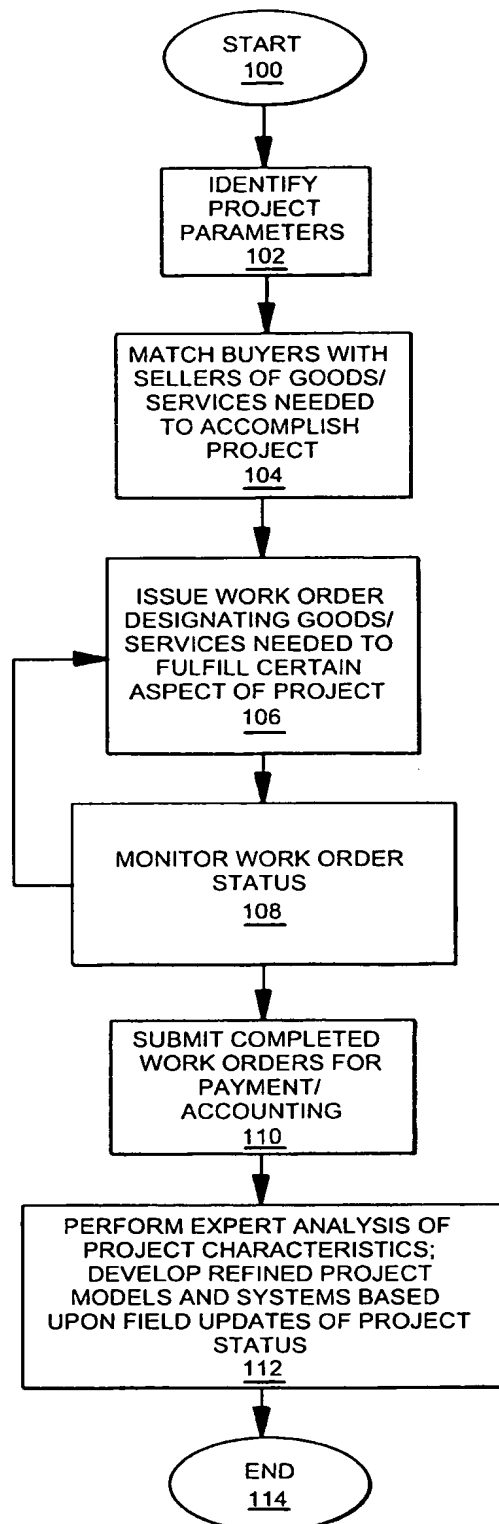 START
100
IDENTIFY
PROJECT
PARAMETERS
102
MATCH BUYERS WITH
SELLERS OF GOODS/
SERVICES NEEDED
TO ACCOMPLISH
PROJECT
104
ISSUE WORK ORDER
DESIGNATING GOODS/
SERVICES NEEDED TO
FULFILL CERTAIN
ASPECT OF PROJECT
106
MONITOR WORK ORDER
STATUS
108
SUBMIT COMPLETED
WORK ORDERS FOR
PAYMENT/
ACCOUNTING
110
PERFORM EXPERT ANALYSIS OF
PROJECT CHARACTERISTICS;
DEVELOP REFINED PROJECT
MODELS AND SYSTEMS BASED
UPON FIELD UPDATES OF PROJECT
STATUS
112
END
114